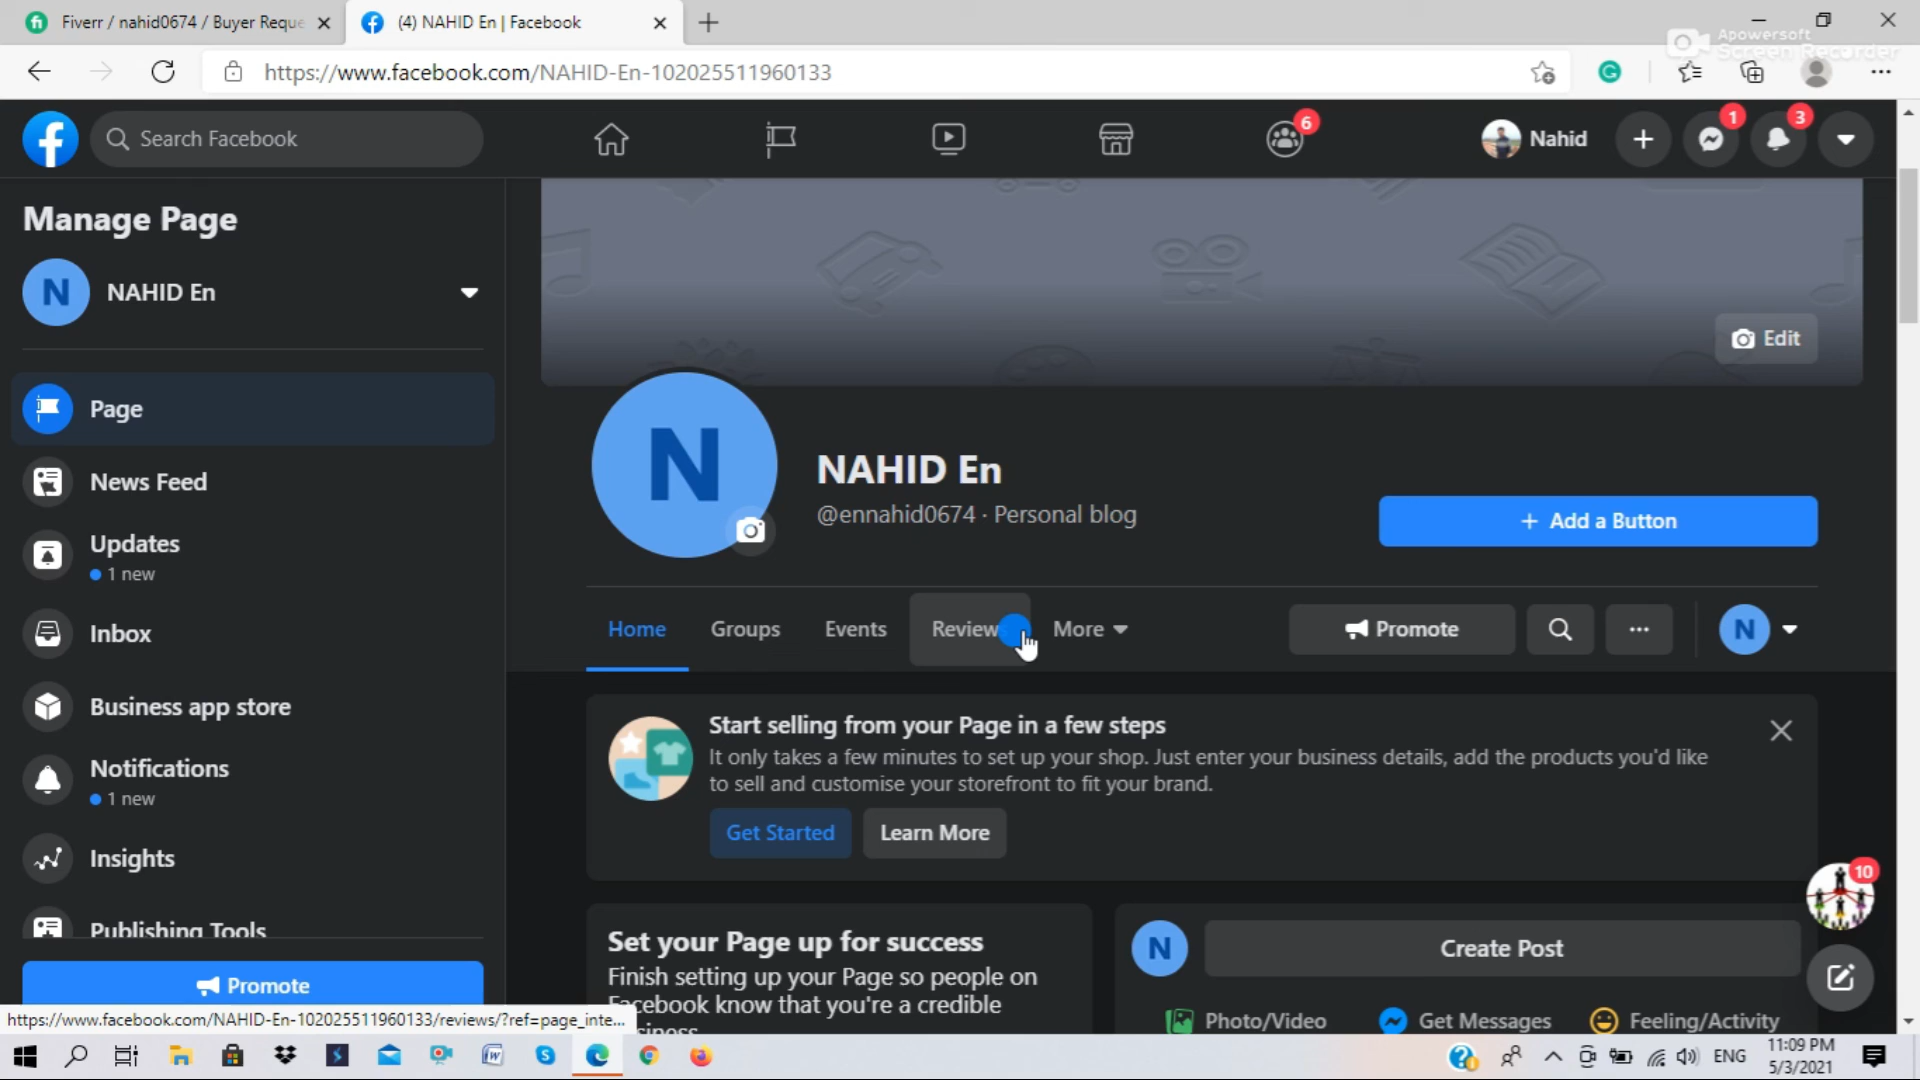 Fiverr / nahid0674 / Buyer Reque
(4) NAHID En | Facebook
Apowersoft
Screen Recorder
https://www.facebook.com/NAHID-En-102025511960133
Search Facebook
6
Nahid
1
3
Manage Page
N
NAHID En
Page
News Feed
Updates
1 new
Inbox
Business app store
Notifications
1 new
Insights
Publishing Tools
Promote
Edit
N
NAHID En
@ennahid0674 · Personal blog
+ Add a Button
Home
Groups
Events
Reviews
More
Promote
N
Start selling from your Page in a few steps
It only takes a few minutes to set up your shop. Just enter your business details, add the products you'd like
to sell and customise your storefront to fit your brand.
Get Started
Learn More
Set your Page up for success
Finish setting up your Page so people on
Facebook know that you're a credible
business
N
Create Post
Photo/Video
Get Messages
Feeling/Activity
10
https://www.facebook.com/NAHID-En-102025511960133/reviews/?ref=page_inte...
ENG
11:09 PM
5/3/2021